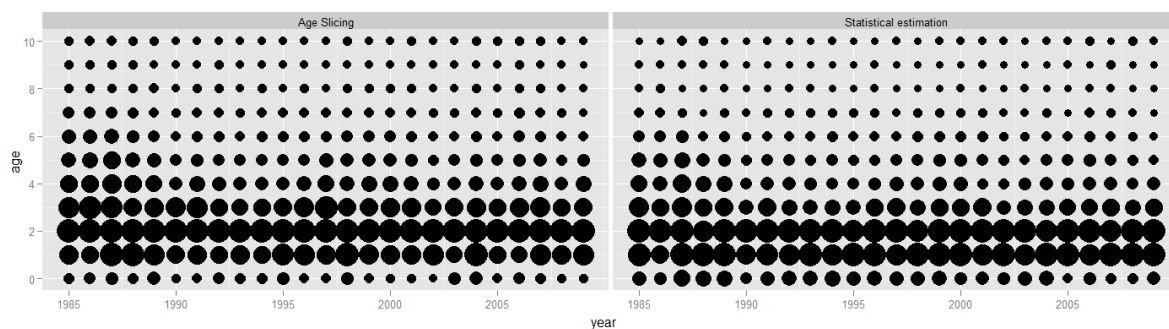 Age Slicing
Statistical estimation
age
10
8
6
4
2
0
1985 1990 1995 2000 2005
1985 1990 1995 2000 2005
year